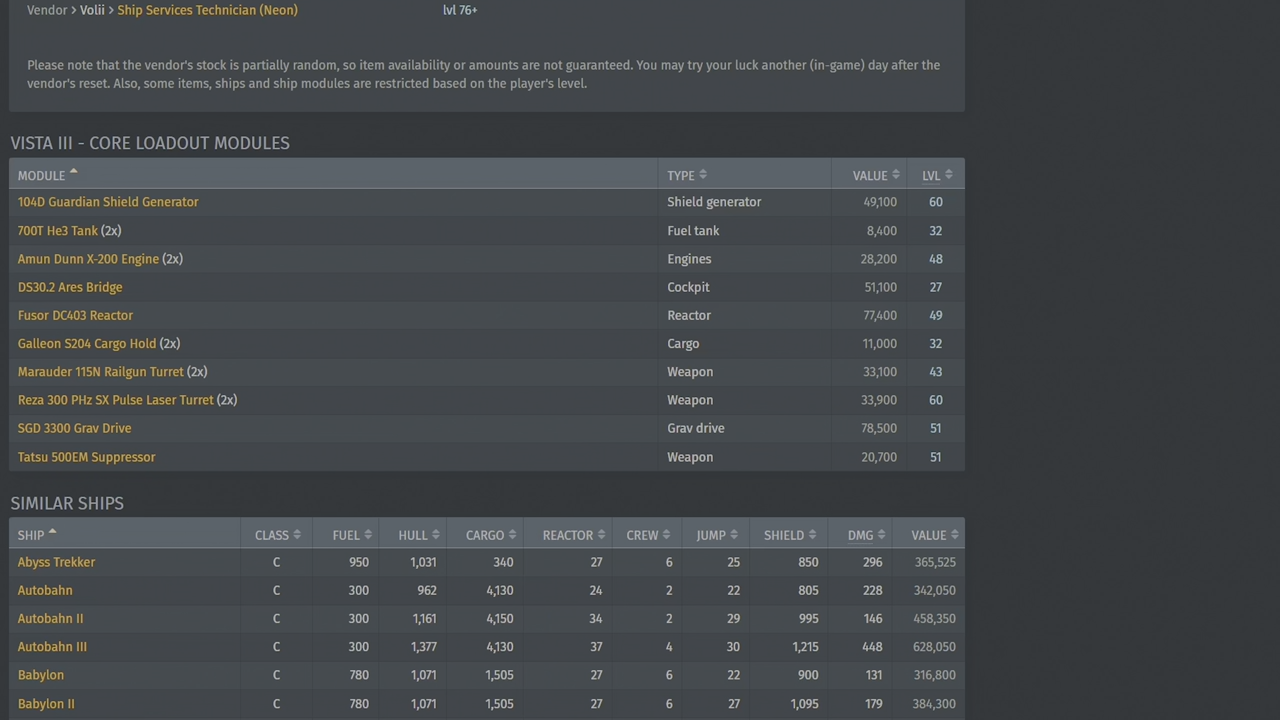 Vendor > Volii > Ship Services Technician (Neon) lvl 76+
Please note that the vendor's stock is partially random, so item availability or amounts are not guaranteed. You may try your luck another (in-game) day after the
vendor's reset. Also, some items, ships and ship modules are restricted based on the player's level.
VISTA III - CORE LOADOUT MODULES
MODULE TYPE VALUE LVL
104D Guardian Shield Generator Shield generator 49,100 60
700T He3 Tank (2x) Fuel tank 8,400 32
Amun Dunn X-200 Engine (2x) Engines 28,200 48
DS30.2 Ares Bridge Cockpit 51,100 27
Fusor DC403 Reactor Reactor 77,400 49
Galleon S204 Cargo Hold (2x) Cargo 11,000 32
Marauder 115N Railgun Turret (2x) Weapon 33,100 43
Reza 300 PHz SX Pulse Laser Turret (2x) Weapon 33,900 60
SGD 3300 Grav Drive Grav drive 78,500 51
Tatsu 500EM Suppressor Weapon 20,700 51
SIMILAR SHIPS
SHIP CLASS FUEL HULL CARGO REACTOR CREW JUMP SHIELD DMG VALUE
Abyss Trekker C 950 1,031 340 27 6 25 850 296 365,525
Autobahn C 300 962 4,130 24 2 22 805 228 342,050
Autobahn II C 300 1,161 4,150 34 2 29 995 146 458,350
Autobahn III C 300 1,377 4,130 37 4 30 1,215 448 628,050
Babylon C 780 1,071 1,505 27 6 22 900 131 316,800
Babylon II C 780 1,071 1,505 27 6 27 1,095 179 384,300